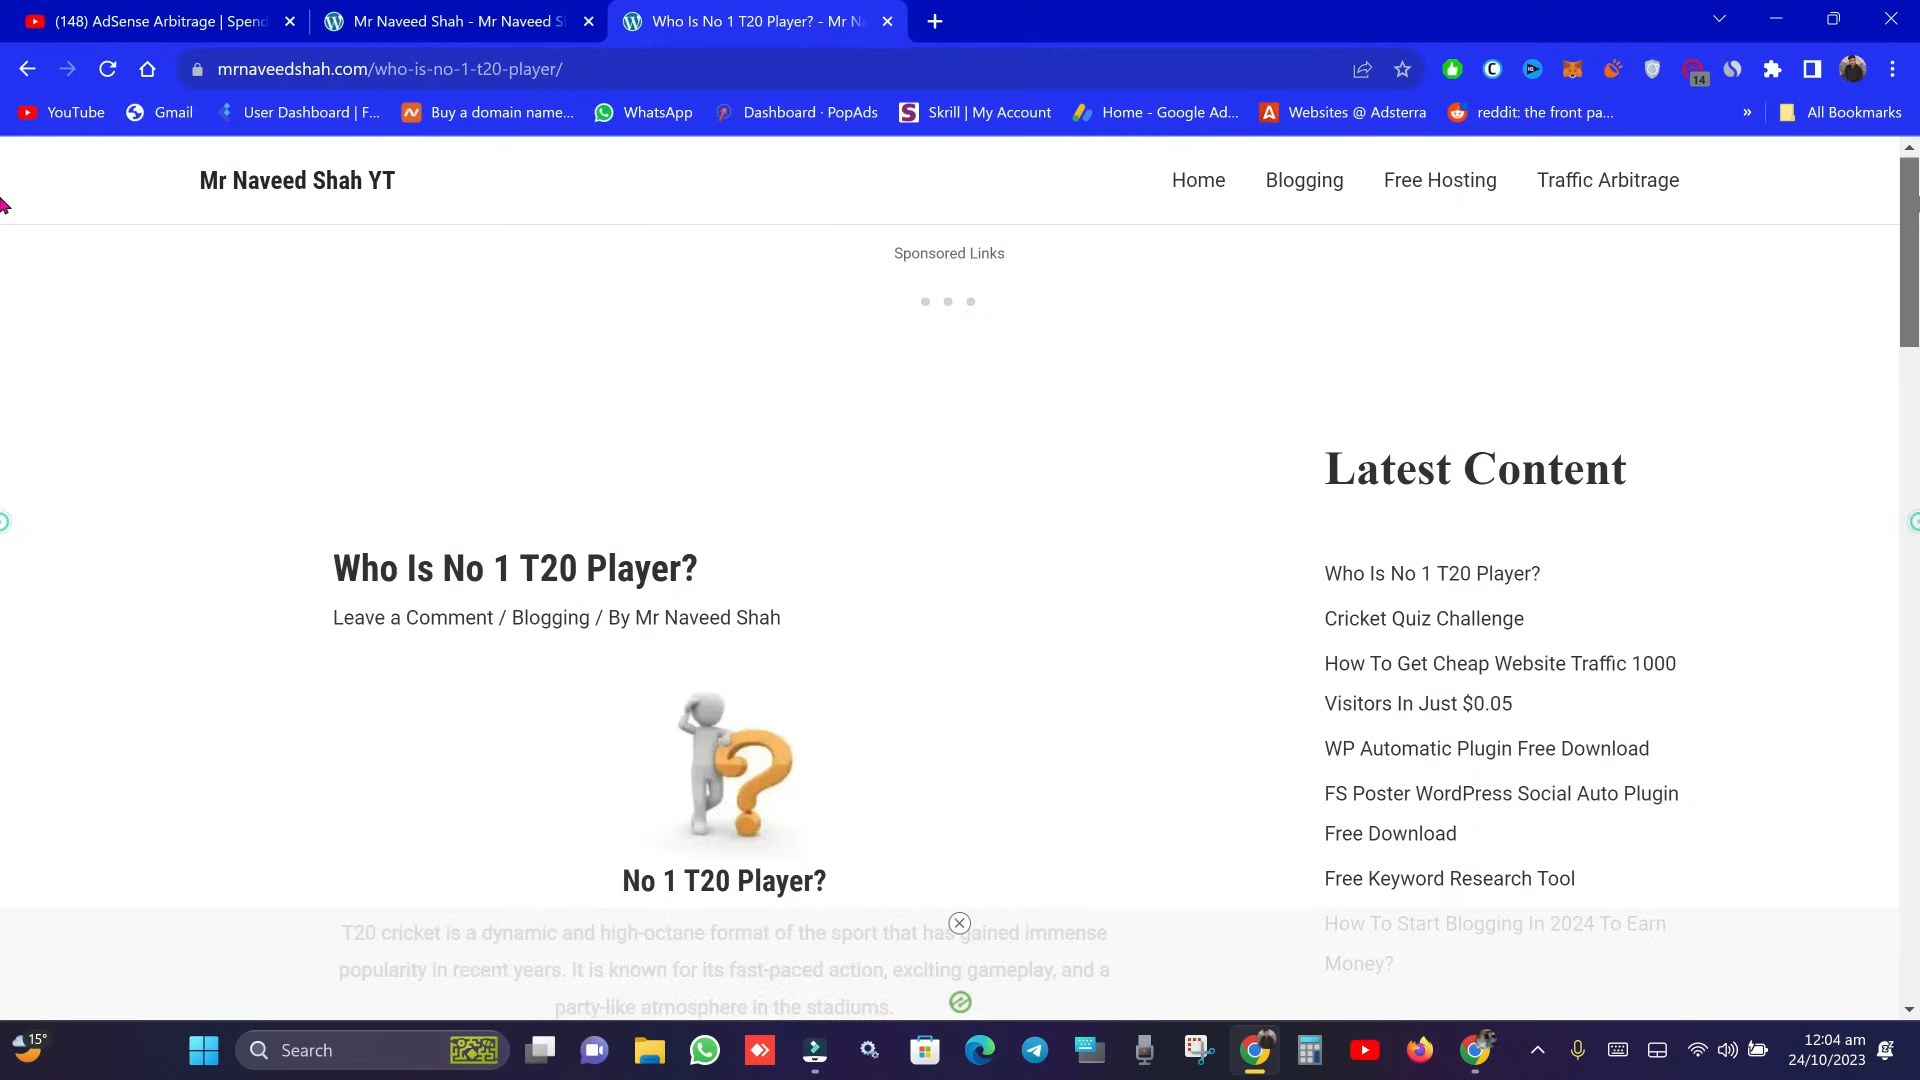 (148) AdSense Arbitrage | Spend
Mr Naveed Shah - Mr Naveed S
Who Is No 1 T20 Player? - Mr N
mrnaveedshah.com/who-is-no-1-t20-player/
14
YouTube
Gmail
User Dashboard | F...
Buy a domain name...
WhatsApp
Dashboard · PopAds
Skrill | My Account
Home - Google Ad...
Websites @ Adsterra
reddit: the front pa...
»
All Bookmarks
Mr Naveed Shah YT
Home
Blogging
Free Hosting
Traffic Arbitrage
Sponsored Links
Who Is No 1 T20 Player?
Leave a Comment / Blogging / By Mr Naveed Shah
No 1 T20 Player?
T20 cricket is a dynamic and high-octane format of the sport that has gained immense
popularity in recent years. It is known for its fast-paced action, exciting gameplay, and a
party-like atmosphere in the stadiums.
Latest Content
Who Is No 1 T20 Player?
Cricket Quiz Challenge
How To Get Cheap Website Traffic 1000
Visitors In Just $0.05
WP Automatic Plugin Free Download
FS Poster WordPress Social Auto Plugin
Free Download
Free Keyword Research Tool
How To Start Blogging In 2024 To Earn
Money?
15°
Search
12:04 am
24/10/2023